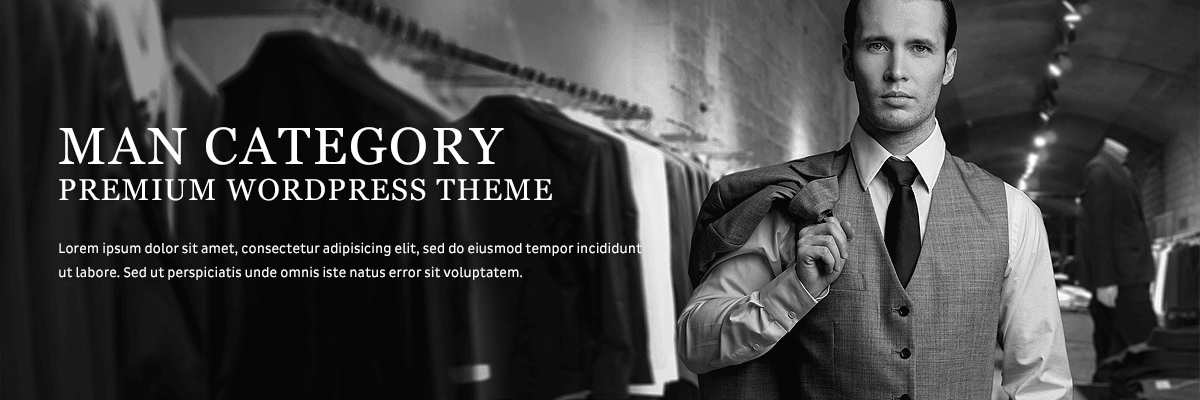 MAN CATEGORY
PREMIUM WORDPRESS THEME
Lorem ipsum dolor sit amet, consectetur adipisicing elit, sed do eiusmod tempor incididunt
ut labore. Sed ut perspiciatis unde omnis iste natus error sit voluptatem.